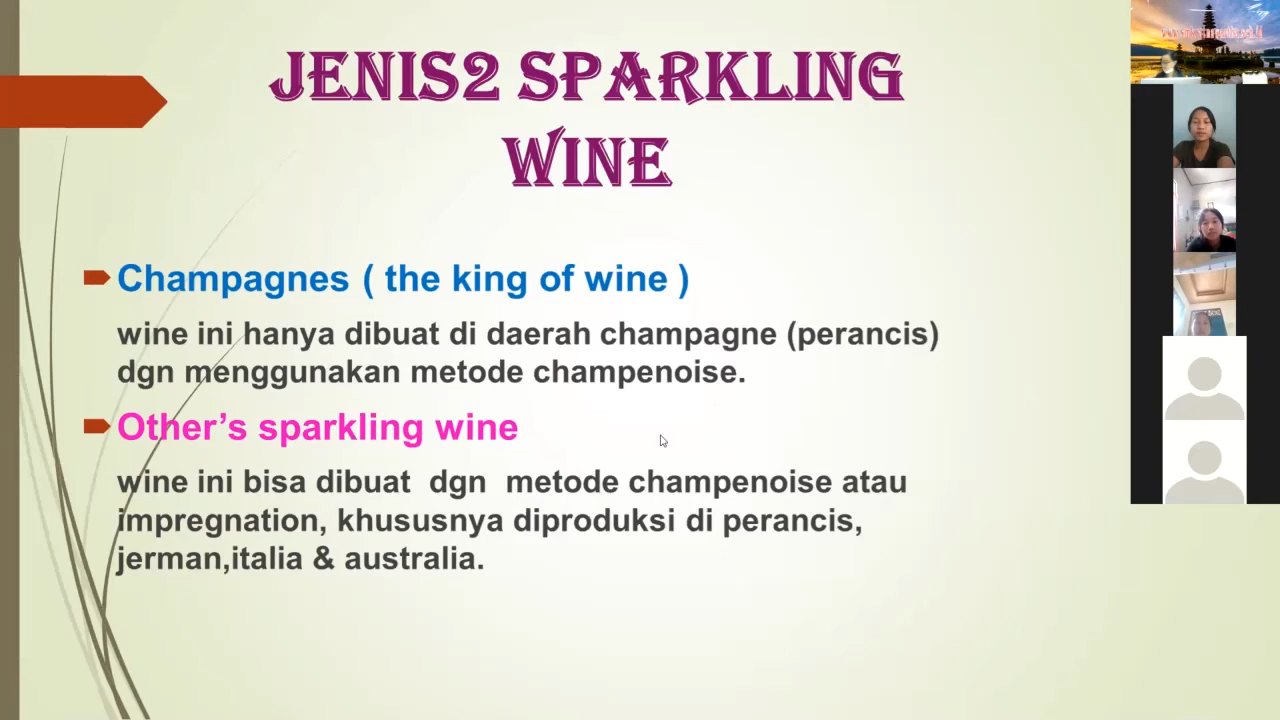 JENIS2 SPARKLING
WINE
Champagnes ( the king of wine )
wine ini hanya dibuat di daerah champagne (perancis)
dgn menggunakan metode champenoise.
Other's sparkling wine
wine ini bisa dibuat dgn metode champenoise atau
impregnation, khususnya diproduksi di perancis,
jerman,italia & australia.